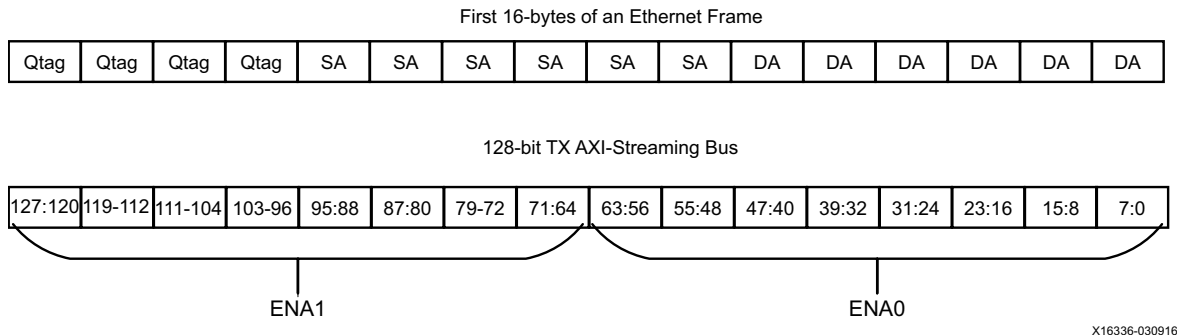 First 16-bytes of an Ethernet Frame
Qtag Qtag Qtag Qtag SA SA SA SA SA SA DA DA DA DA DA DA
128-bit TX AXI-Streaming Bus
127:120 119-112 111-104 103-96 95:88 87:80 79-72 71:64 63:56 55:48 47:40 39:32 31:24 23:16 15:8 7:0
ENA1 ENA0
X16336-030916